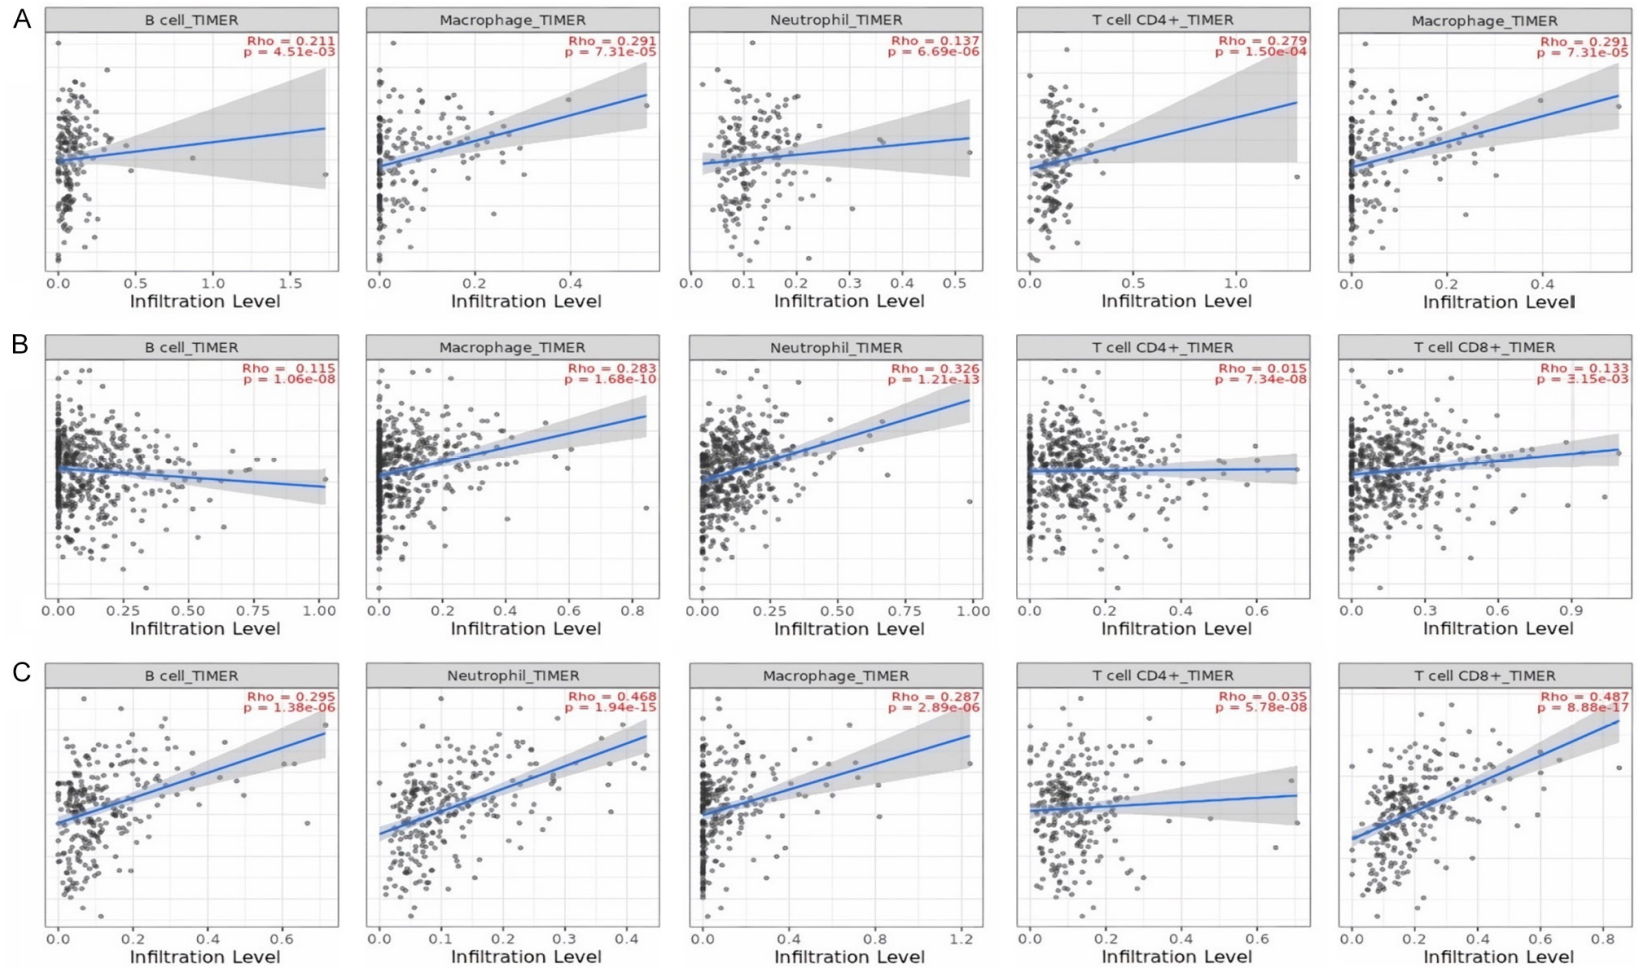 A
B cell_TIMER
Rho = 0.211
p = 4.51e-03
0.0 0.5 1.0 1.5
Infiltration Level
Macrophage_TIMER
Rho = 0.291
p = 7.31e-05
0.0 0.2 0.4
Infiltration Level
Neutrophil_TIMER
Rho = 0.137
p = 6.69e-06
0.0 0.1 0.2 0.3 0.4 0.5
Infiltration Level
T cell CD4+_TIMER
Rho = 0.279
p = 1.50e-04
0.0 0.5 1.0
Infiltration Level
Macrophage_TIMER
Rho = 0.291
p = 7.31e-05
0.0 0.2 0.4
Infiltration Level
B
B cell_TIMER
Rho = 0.115
p = 1.06e-08
0.00 0.25 0.50 0.75 1.00
Infiltration Level
Macrophage_TIMER
Rho = 0.283
p = 1.68e-10
0.0 0.2 0.4 0.6 0.8
Infiltration Level
Neutrophil_TIMER
Rho = 0.326
p = 1.21e-13
0.00 0.25 0.50 0.75 1.00
Infiltration Level
T cell CD4+_TIMER
Rho = 0.015
p = 7.34e-08
0.0 0.2 0.4 0.6
Infiltration Level
T cell CD8+_TIMER
Rho = 0.133
p = 3.15e-03
0.0 0.3 0.6 0.9
Infiltration Level
C
B cell_TIMER
Rho = 0.295
p = 1.38e-06
0.0 0.2 0.4 0.6
Infiltration Level
Neutrophil_TIMER
Rho = 0.468
p = 1.94e-15
0.0 0.1 0.2 0.3 0.4
Infiltration Level
Macrophage_TIMER
Rho = 0.287
p = 2.89e-06
0.0 0.4 0.8 1.2
Infiltration Level
T cell CD4+_TIMER
Rho = 0.035
p = 5.78e-08
0.0 0.2 0.4 0.6
Infiltration Level
T cell CD8+_TIMER
Rho = 0.487
p = 8.88e-17
0.0 0.2 0.4 0.6 0.8
Infiltration Level